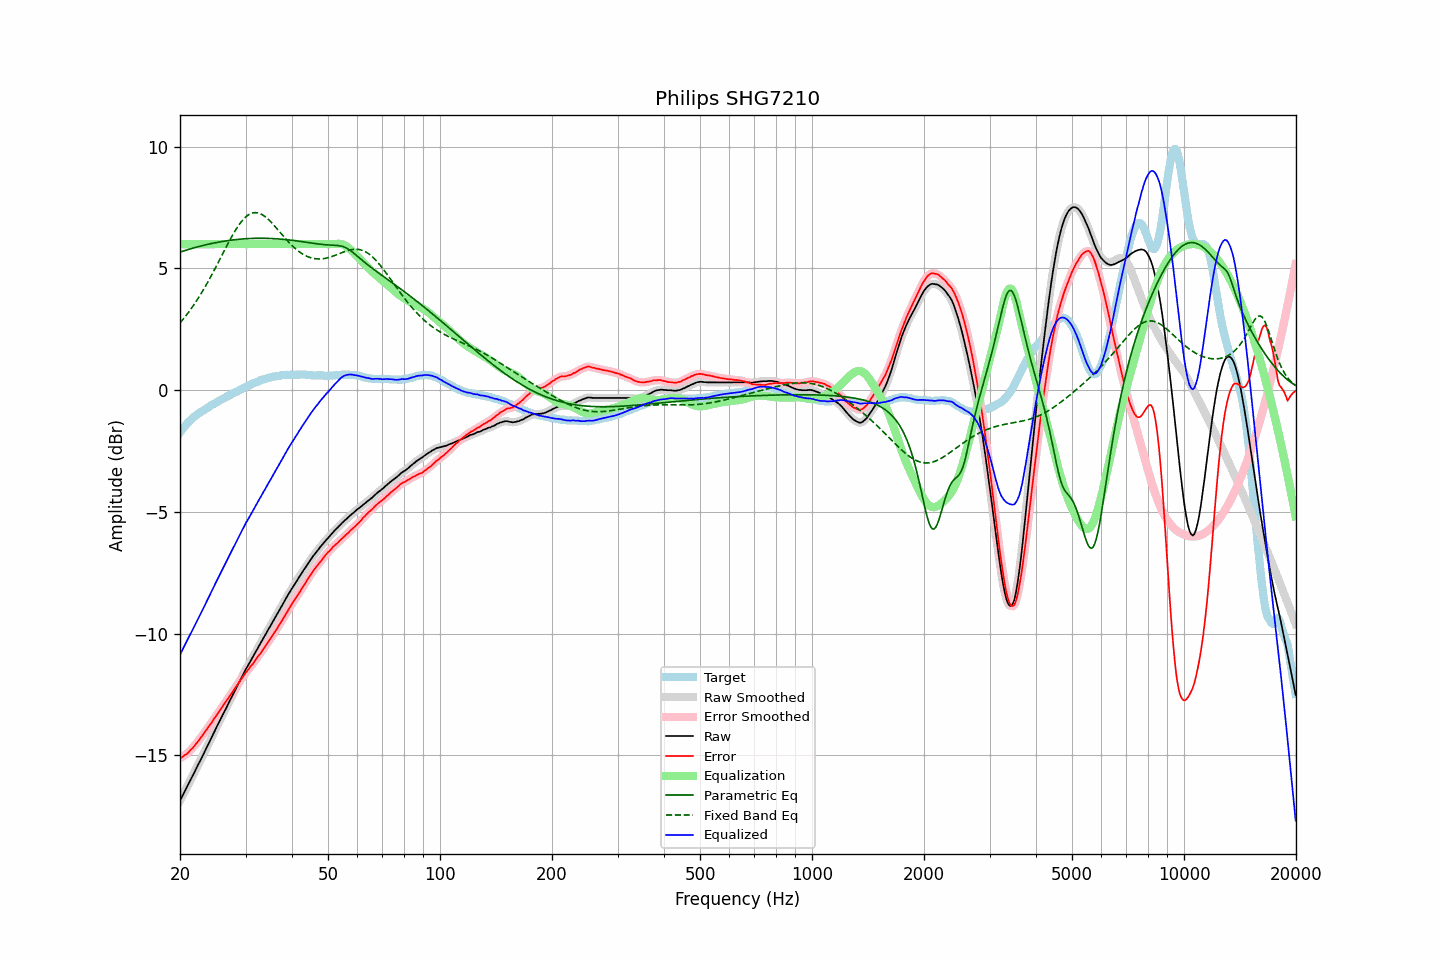 Philips SHG7210
Amplitude (dBr)
10
5
0
−5
−10
−15
Target
Raw Smoothed
Error Smoothed
Raw
Error
Equalization
Parametric Eq
Fixed Band Eq
Equalized
20 50 100 200 500 1000 2000 5000 10000 20000
Frequency (Hz)